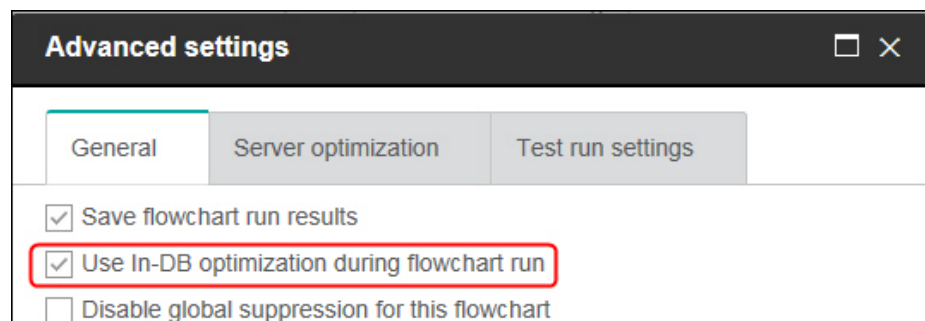 Advanced settings
General Server optimization Test run settings
Save flowchart run results
Use In-DB optimization during flowchart run
Disable global suppression for this flowchart